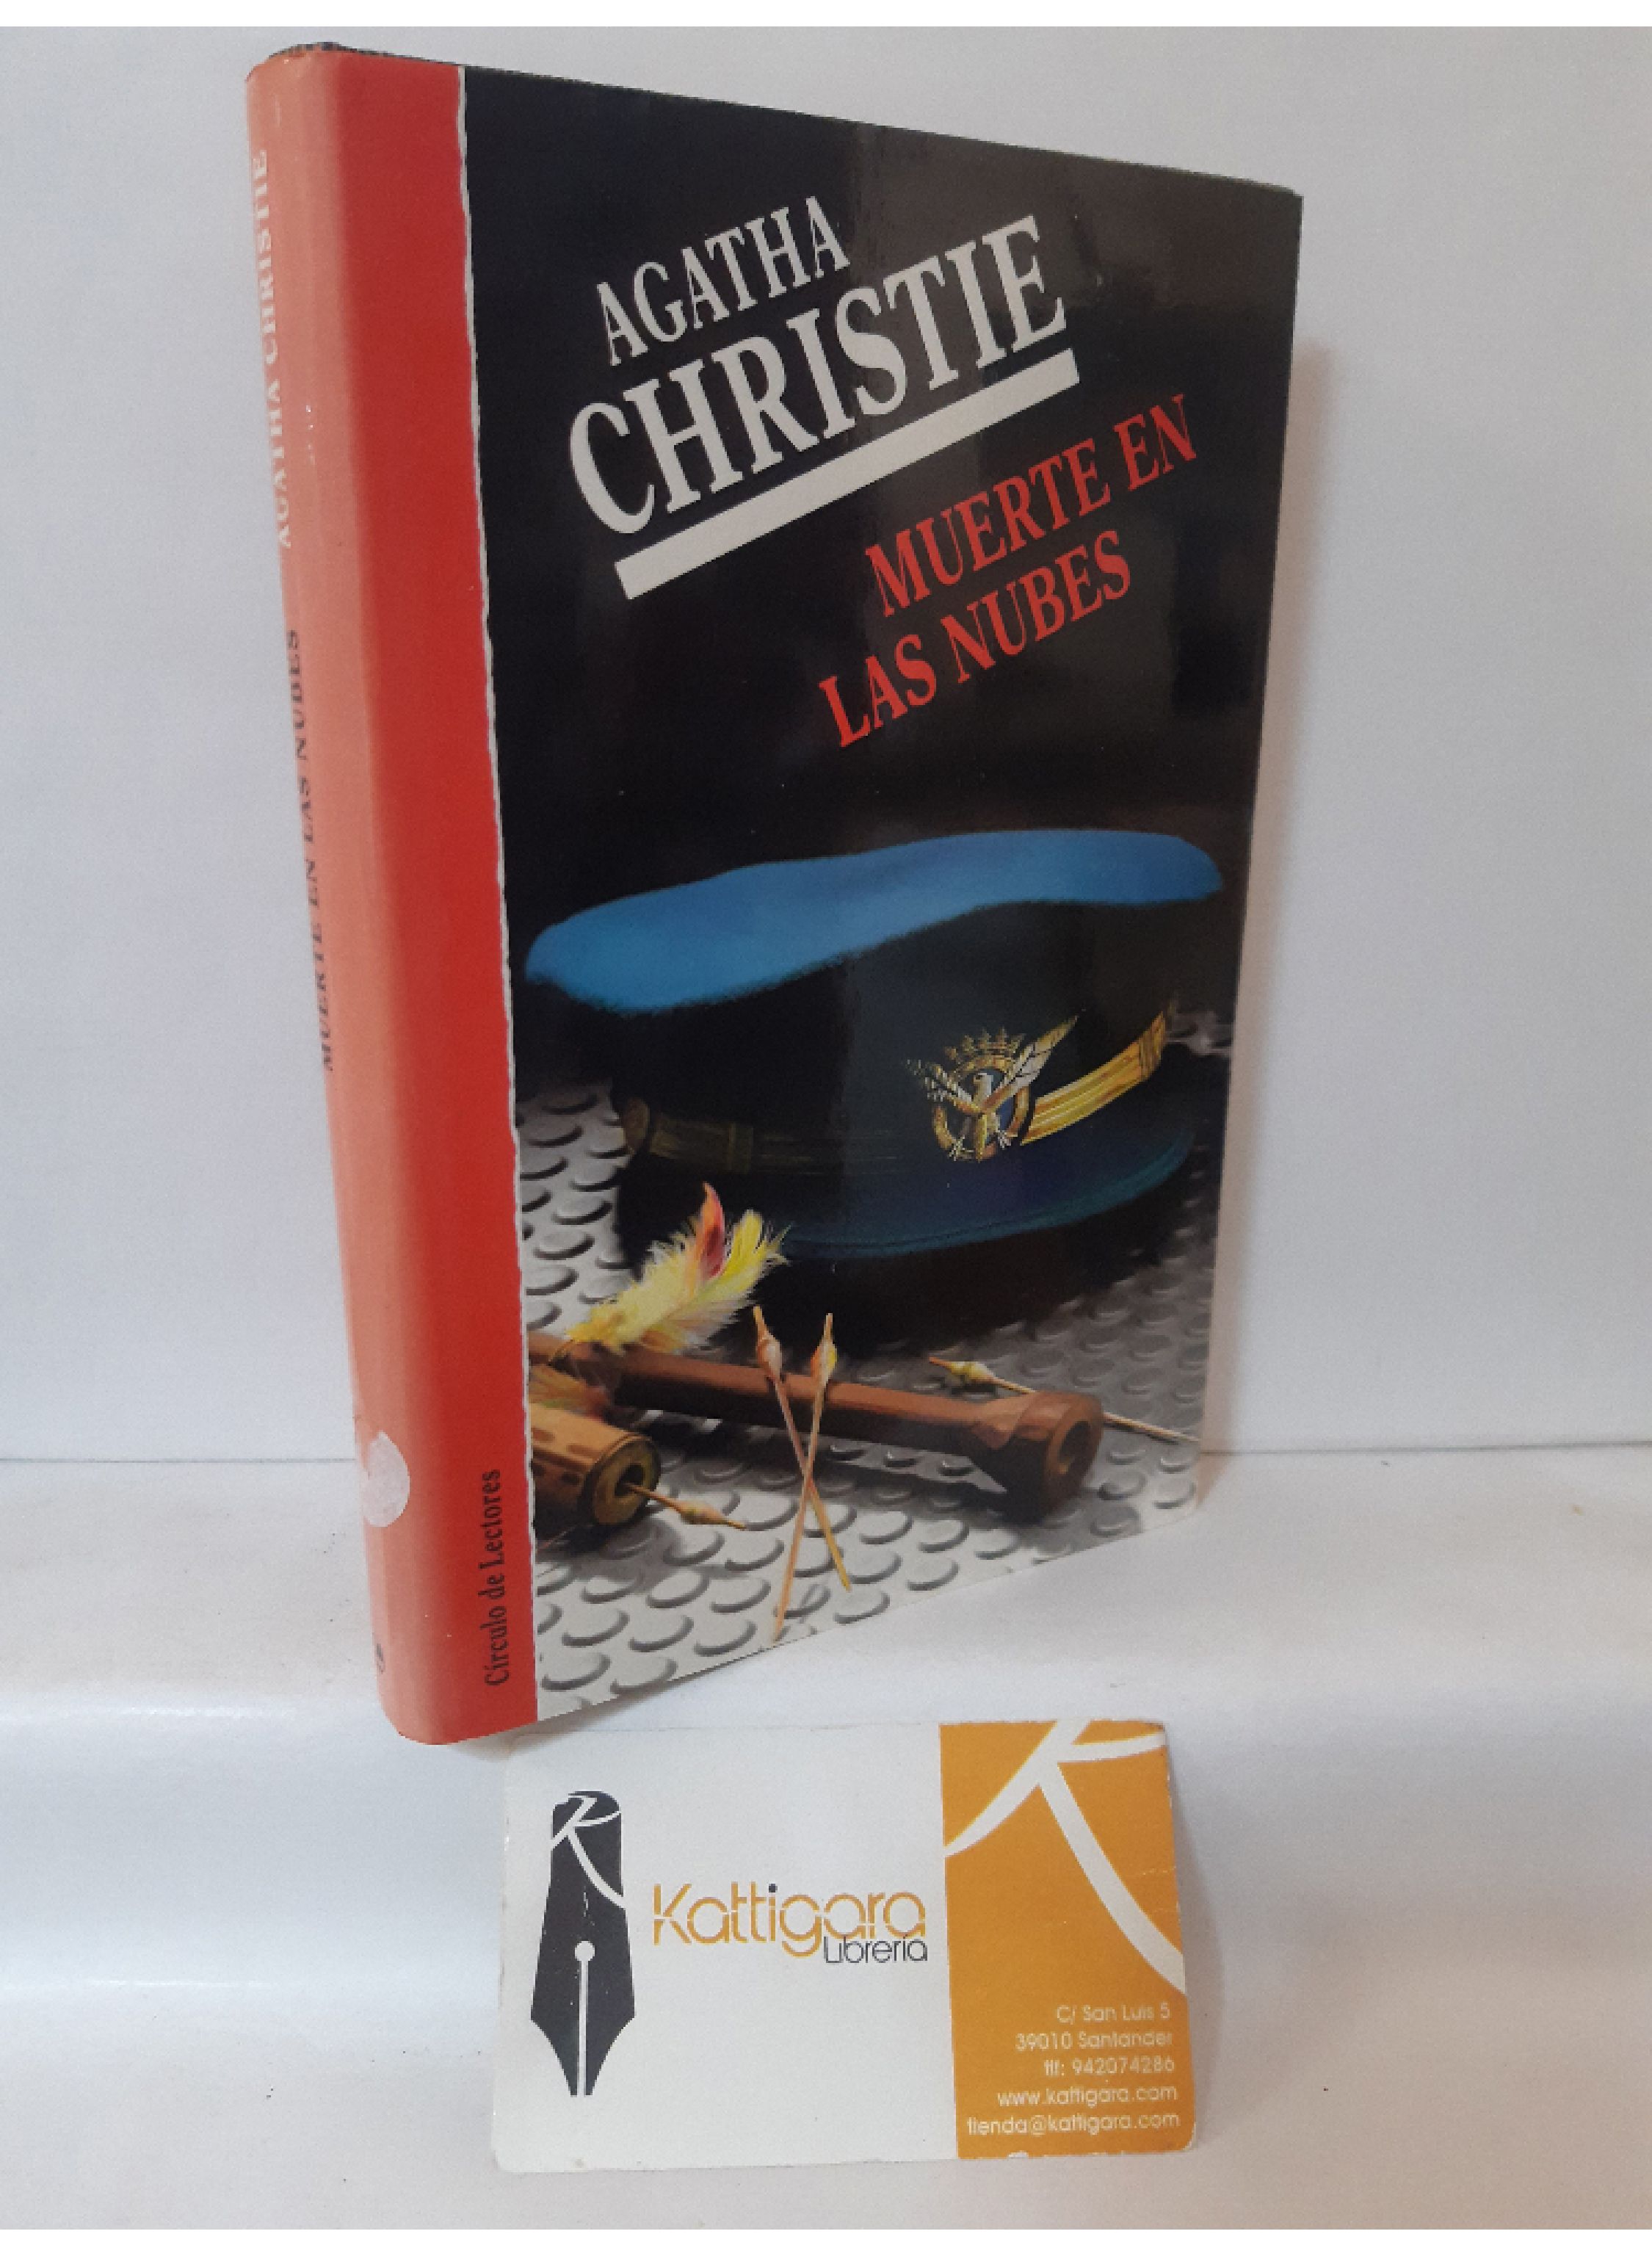 AGATHA CHRISTIE
MUERTE EN LAS NUBES
AGATHA
CHRISTIE
MUERTE EN
LAS NUBES
Círculo de Lectores
Kattigara
Librería
C/ San Luis 5
39010 Santander
tlf: 942074286
www.kattigara.com
tienda@kattigara.com